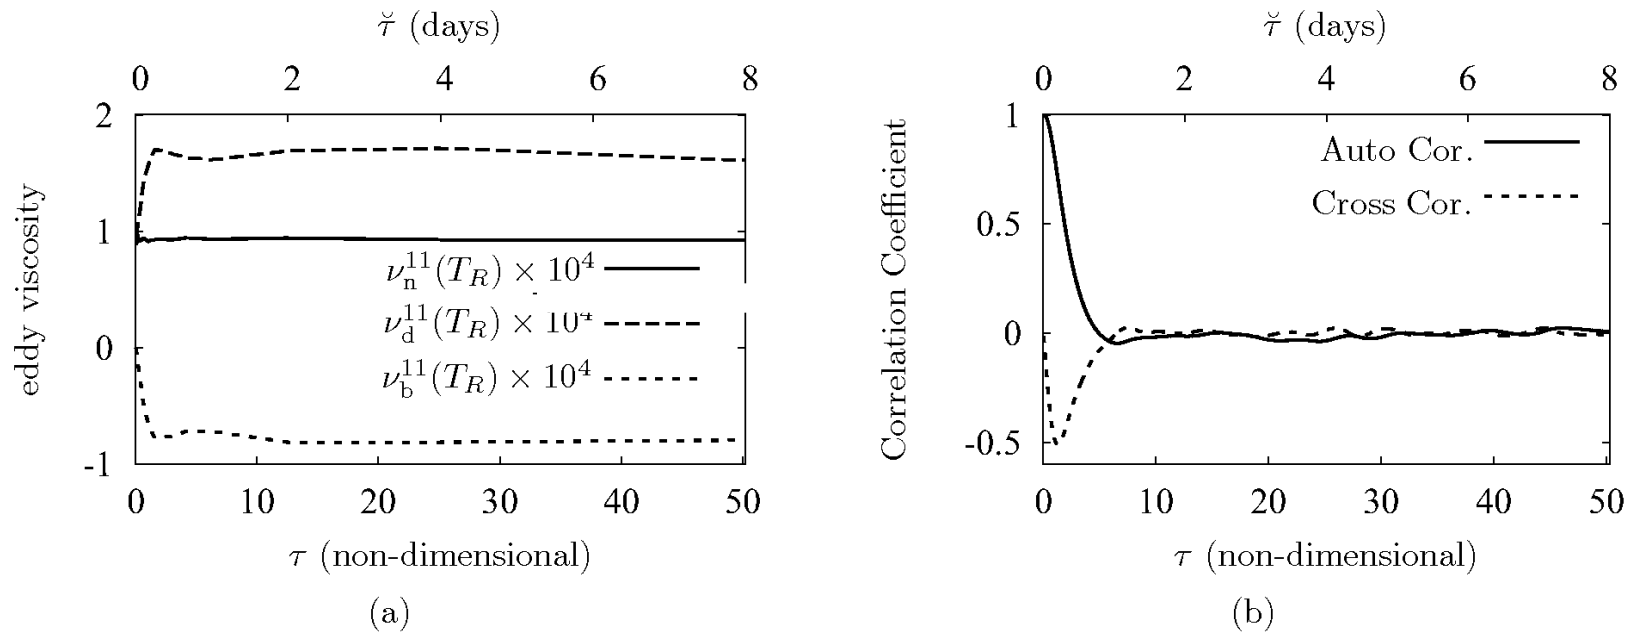 τ̆ (days)
0 2 4 6 8
2
1
0
-1
eddy viscosity
ν_n^{11}(T_R) × 10^4
ν_d^{11}(T_R) × 10^4
ν_b^{11}(T_R) × 10^4
0 10 20 30 40 50
τ (non-dimensional)
(a)
τ̆ (days)
0 2 4 6 8
1
0.5
0
-0.5
Correlation Coefficient
Auto Cor.
Cross Cor.
0 10 20 30 40 50
τ (non-dimensional)
(b)